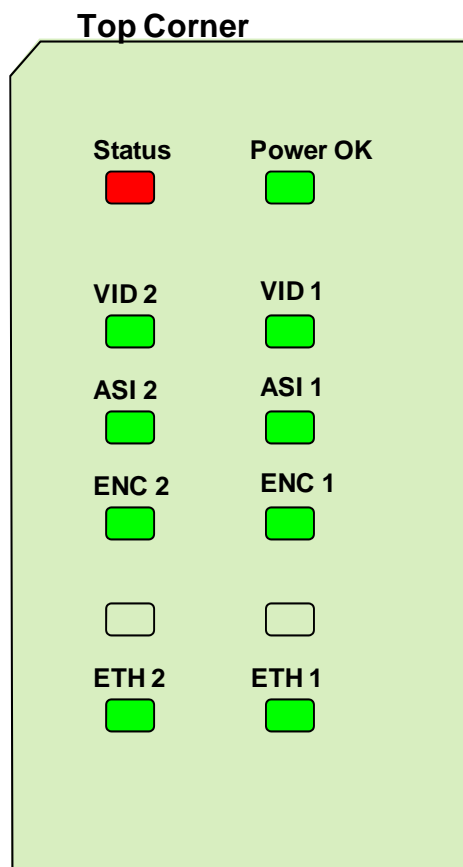 Top Corner
Status Power OK
VID 2 VID 1
ASI 2 ASI 1
ENC 2 ENC 1
ETH 2 ETH 1